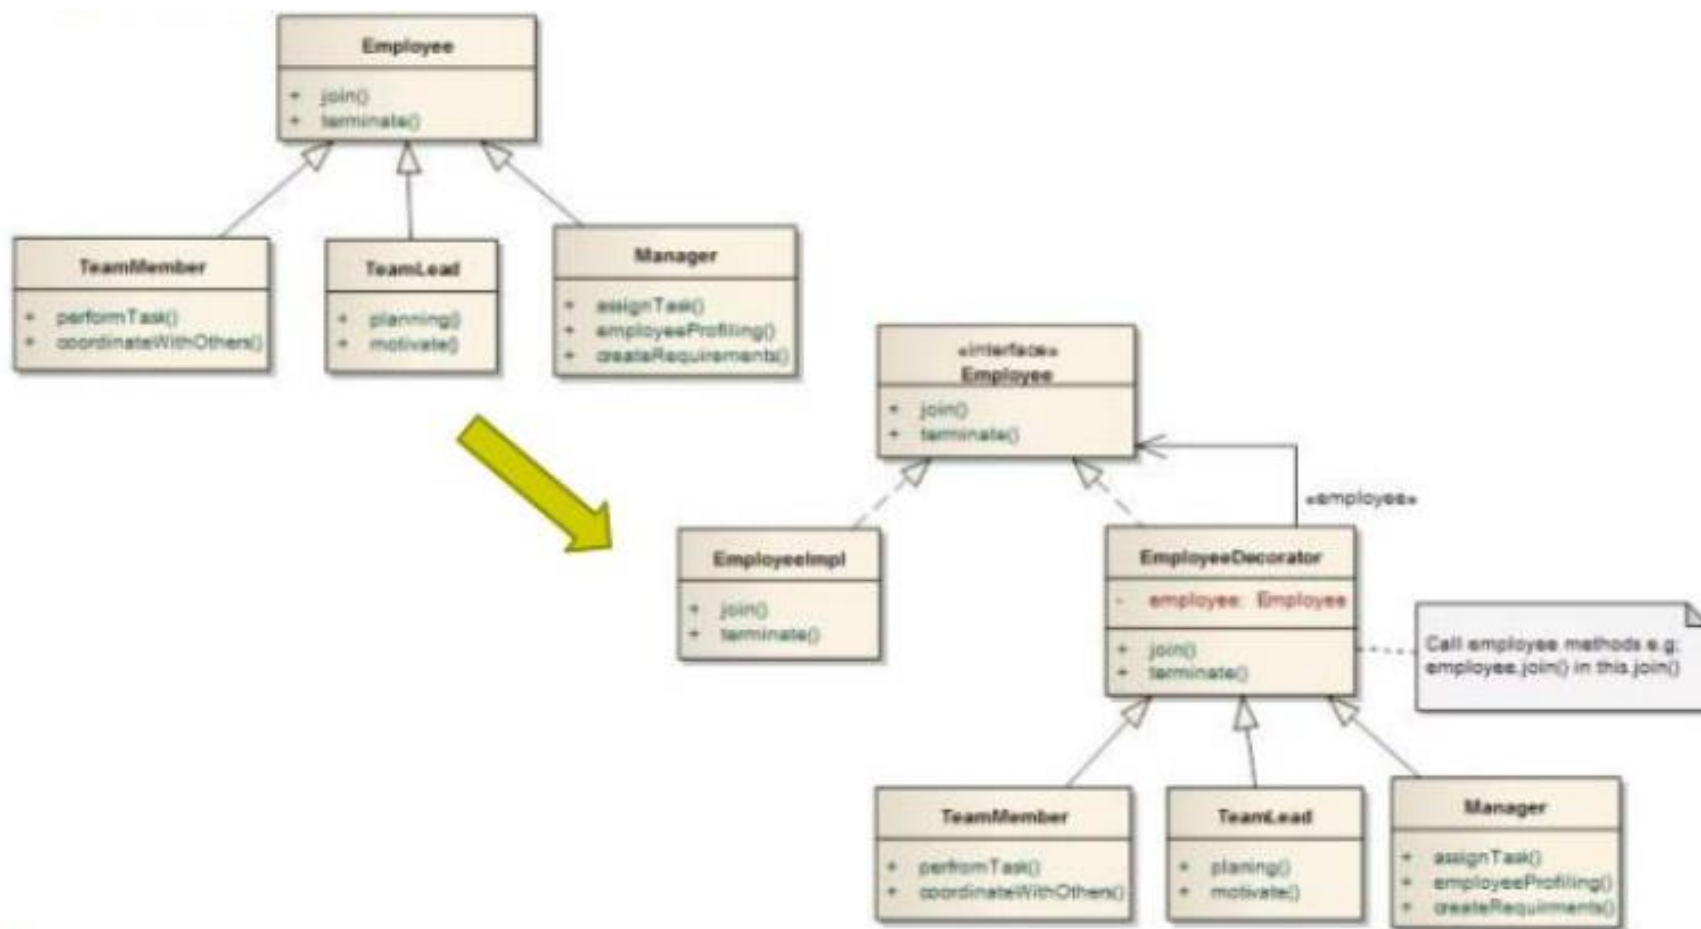 Employee
+ join()
+ terminate()
TeamMember
+ performTask()
+ coordinateWithOthers()
TeamLead
+ planning()
+ motivate()
Manager
+ assignTask()
+ employeeProfiling()
+ createRequirements()
«interface»
Employee
+ join()
+ terminate()
«employee»
EmployeeImpl
+ join()
+ terminate()
EmployeeDecorator
- employee: Employee
+ join()
+ terminate()
Call employee methods e.g:
employee.join() in this.join()
TeamMember
+ perfromTask()
+ coordinateWithOthers()
TeamLead
+ planing()
+ motivate()
Manager
+ assignTask()
+ employeeProfiling()
+ createRequirments()